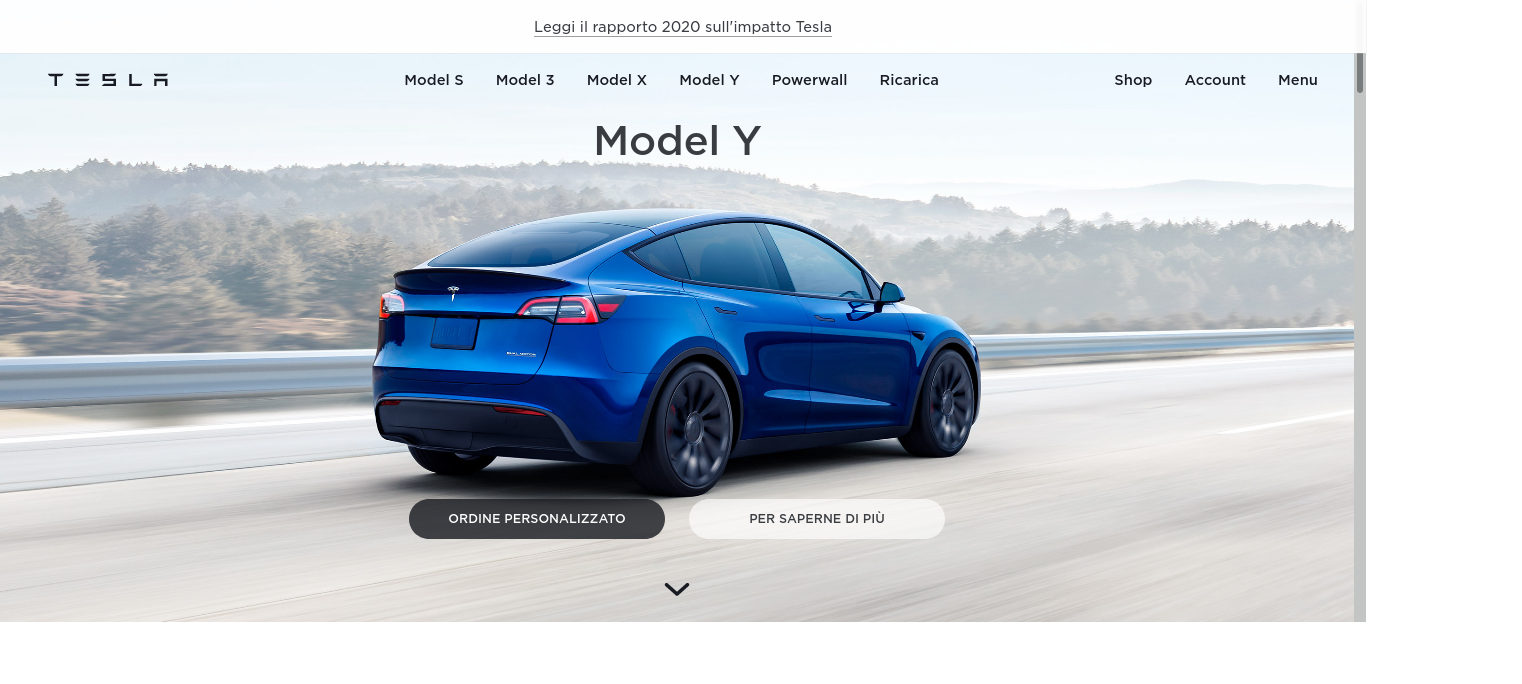 Leggi il rapporto 2020 sull'impatto Tesla
TESLA
Model S Model 3 Model X Model Y Powerwall Ricarica
Shop Account Menu
Model Y
ORDINE PERSONALIZZATO
PER SAPERNE DI PIÙ